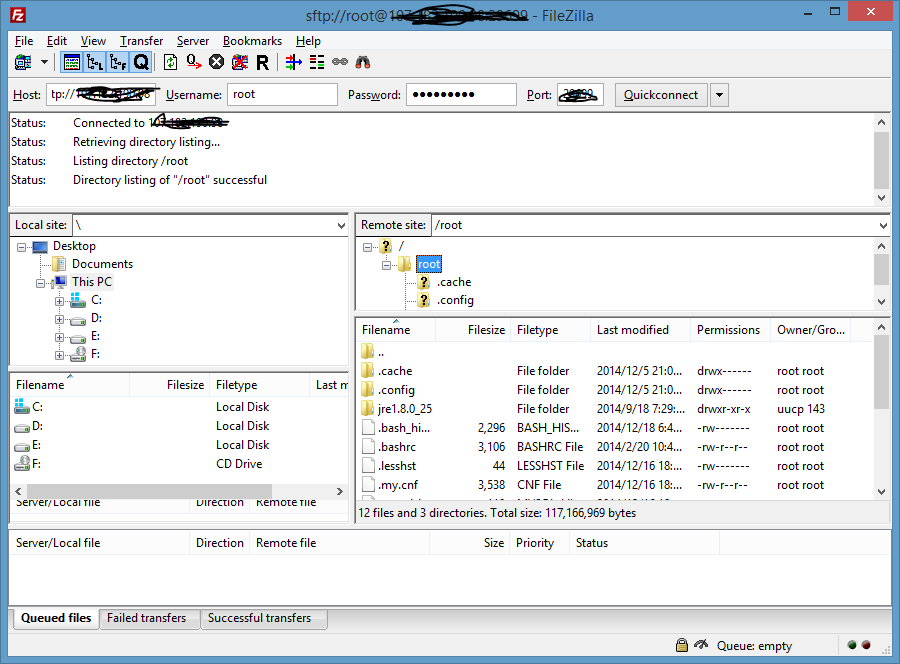 sftp://root@ - FileZilla
File Edit View Transfer Server Bookmarks Help
Host: tp:// Username: root Password: ●●●●●●●●● Port: Quickconnect
Status: Connected to
Status: Retrieving directory listing...
Status: Listing directory /root
Status: Directory listing of "/root" successful
Local site: \
Desktop
Documents
This PC
C:
D:
E:
F:
Filename Filesize Filetype Last m
C: Local Disk
D: Local Disk
E: Local Disk
F: CD Drive
Server/Local file Direction Remote file
Remote site: /root
/
root
.cache
.config
Filename Filesize Filetype Last modified Permissions Owner/Gro...
..
.cache File folder 2014/12/5 21:0... drwx------ root root
.config File folder 2014/12/5 21:0... drwx------ root root
jre1.8.0_25 File folder 2014/9/18 7:29:... drwxr-xr-x uucp 143
.bash_hi... 2,296 BASH_HIS... 2014/12/18 6:4... -rw------- root root
.bashrc 3,106 BASHRC File 2014/2/20 10:4... -rw-r--r-- root root
.lesshst 44 LESSHST File 2014/12/16 18:... -rw------- root root
.my.cnf 3,538 CNF File 2014/12/16 18:... -rw-r--r-- root root
12 files and 3 directories. Total size: 117,166,969 bytes
Server/Local file Direction Remote file Size Priority Status
Queued files Failed transfers Successful transfers
Queue: empty